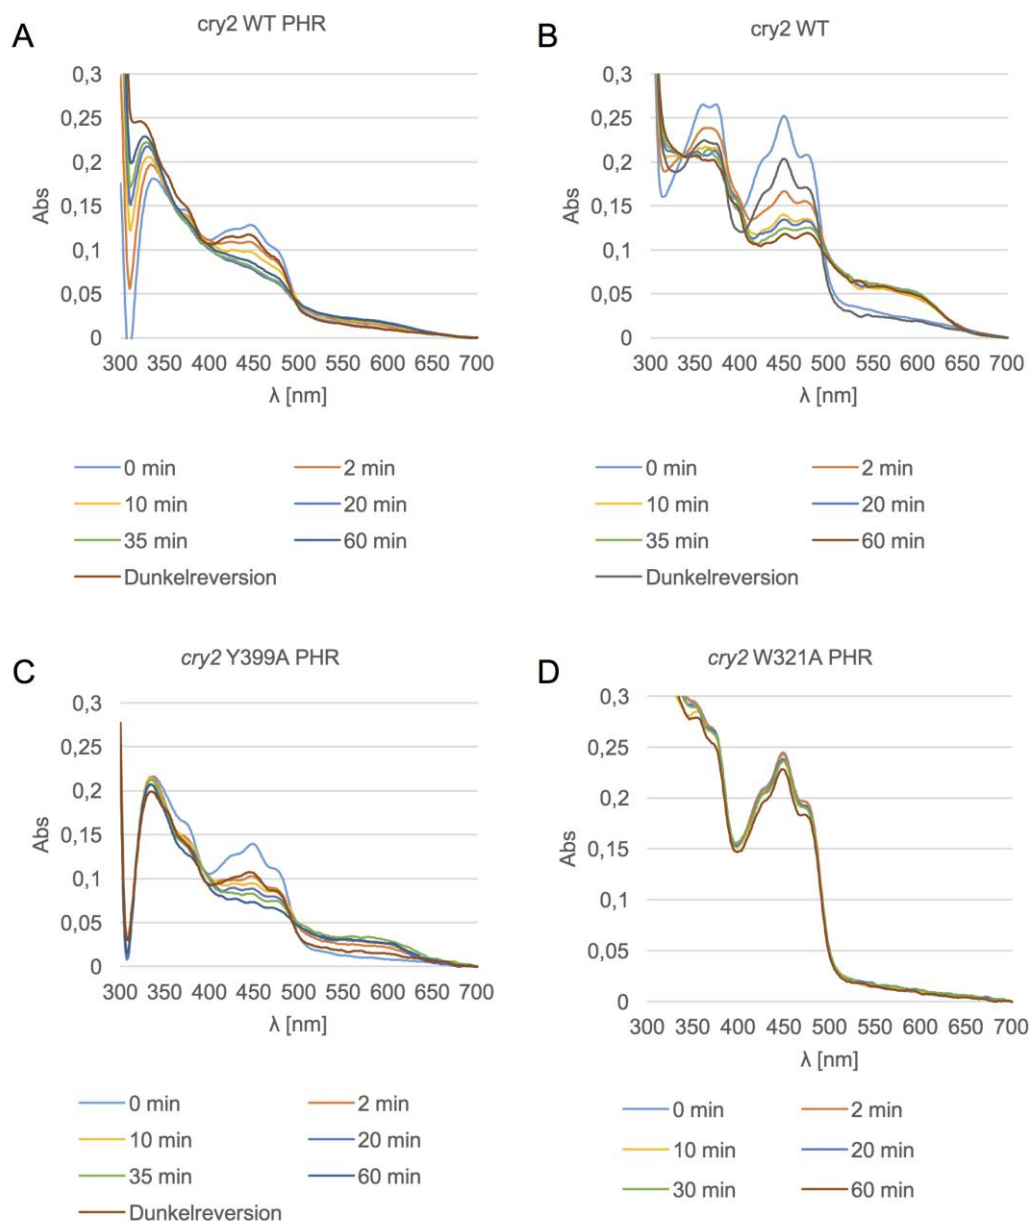 A
cry2 WT PHR
0,3
0,25
0,2
0,15
0,1
0,05
0
Abs
300 350 400 450 500 550 600 650 700
λ [nm]
0 min 2 min
10 min 20 min
35 min 60 min
Dunkelreversion
B
cry2 WT
0,3
0,25
0,2
0,15
0,1
0,05
0
Abs
300 350 400 450 500 550 600 650 700
λ [nm]
0 min 2 min
10 min 20 min
35 min 60 min
Dunkelreversion
C
cry2 Y399A PHR
0,3
0,25
0,2
0,15
0,1
0,05
0
Abs
300 350 400 450 500 550 600 650 700
λ [nm]
0 min 2 min
10 min 20 min
35 min 60 min
Dunkelreversion
D
cry2 W321A PHR
0,3
0,25
0,2
0,15
0,1
0,05
0
Abs
300 350 400 450 500 550 600 650 700
λ [nm]
0 min 2 min
10 min 20 min
30 min 60 min